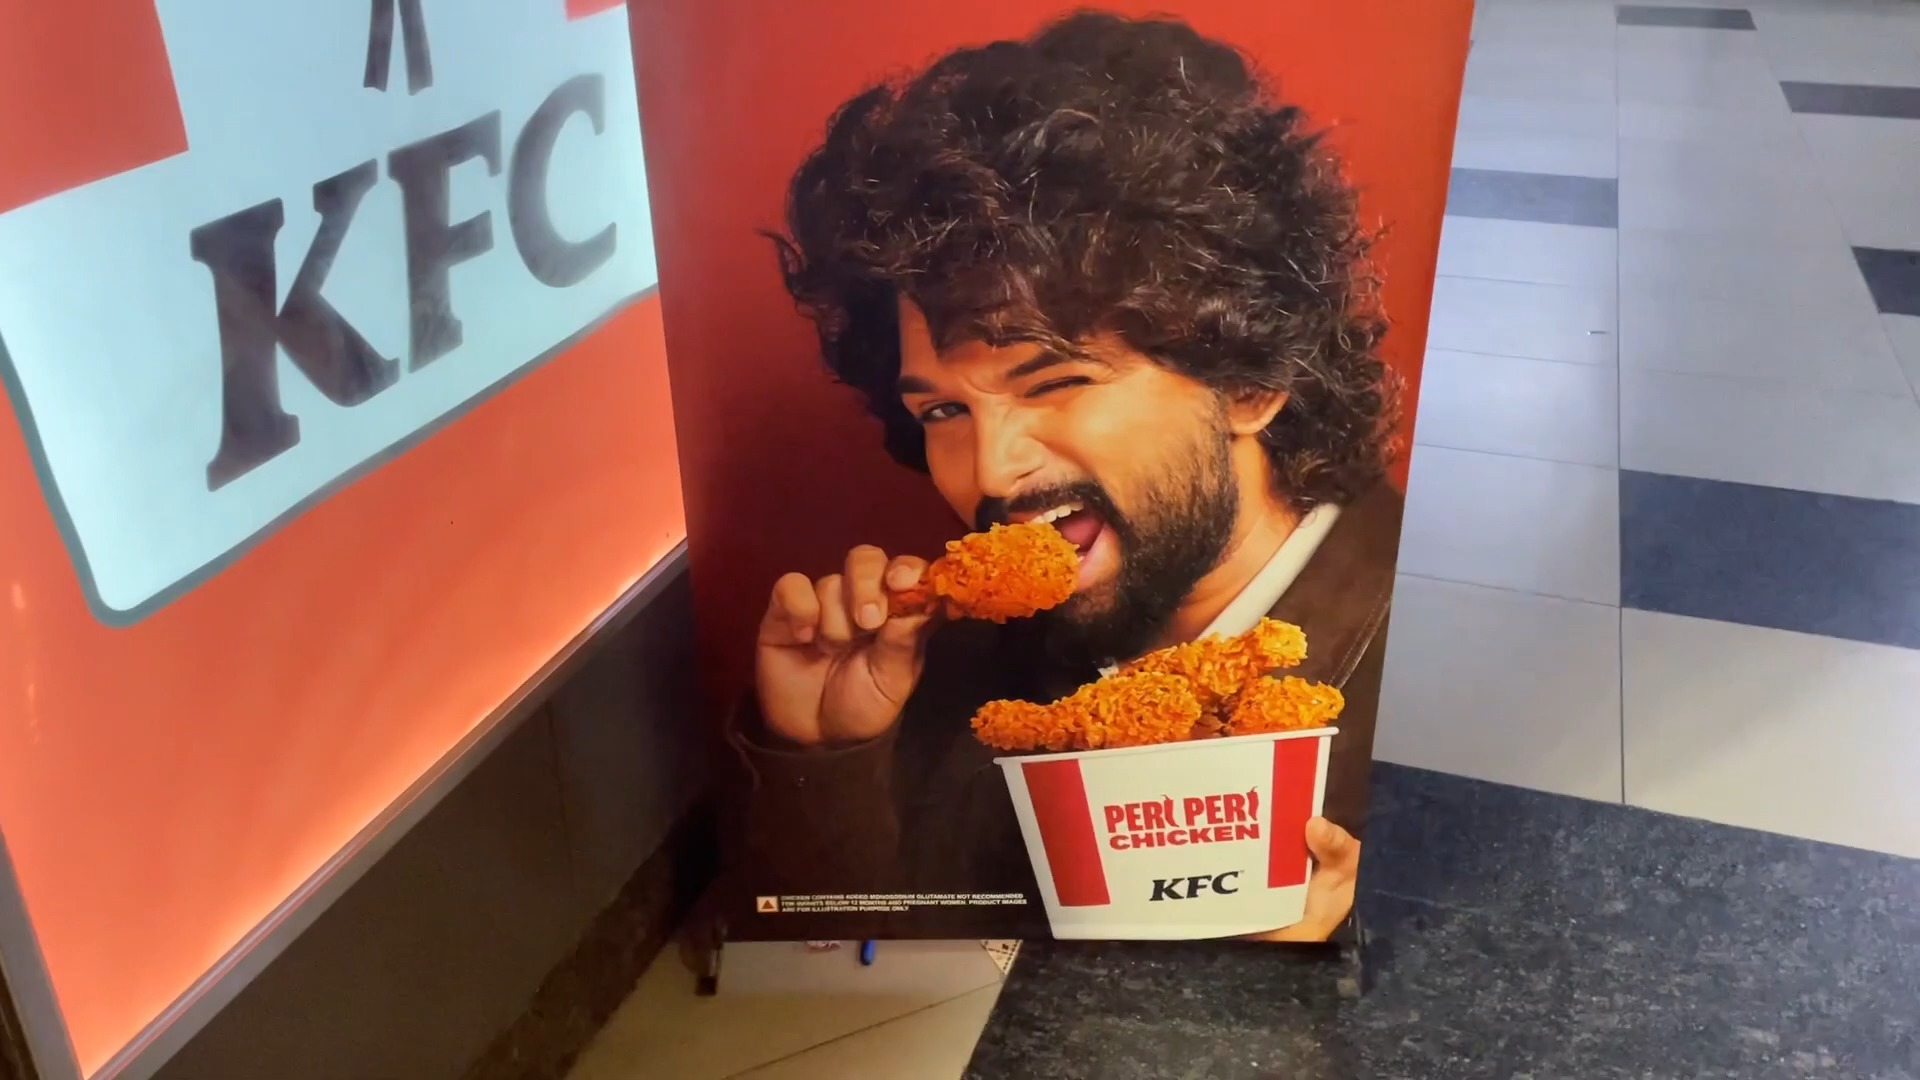 KFC
PERi PERi
CHICKEN
KFC
CHICKEN CONTAINS ADDED MONOSODIUM GLUTAMATE NOT RECOMMENDED
FOR INFANTS BELOW 12 MONTHS AND PREGNANT WOMEN. PRODUCT IMAGES
ARE FOR ILLUSTRATION PURPOSE ONLY.